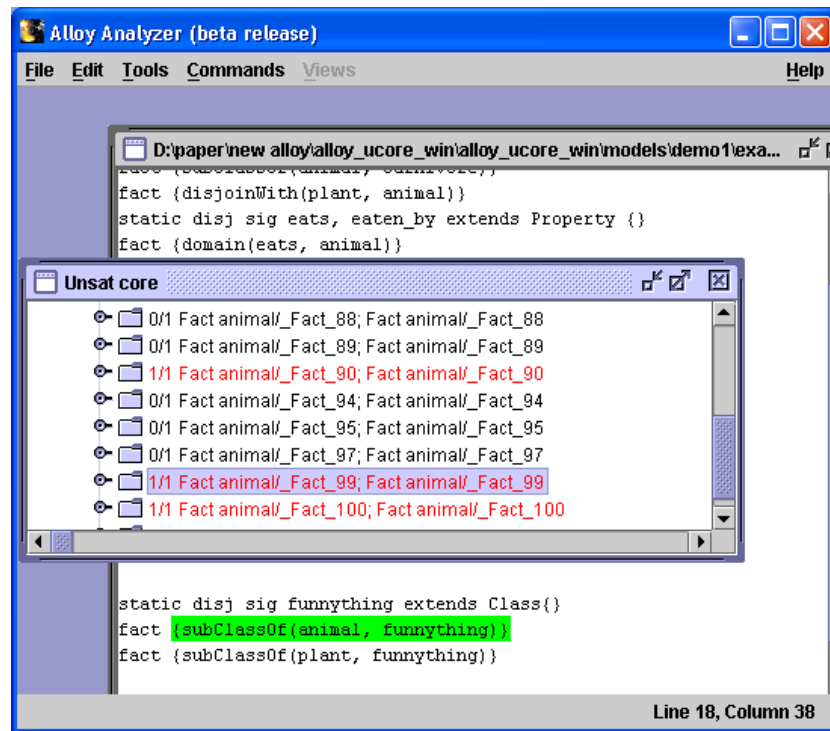 Alloy Analyzer (beta release)
File Edit Tools Commands Views Help
D:\paper\new alloy\alloy_ucore_win\alloy_ucore_win\models\demo1\exa...
fact {subClassOf(animal, carnivore)}
fact {disjoinWith(plant, animal)}
static disj sig eats, eaten_by extends Property {}
fact {domain(eats, animal)}
Unsat core
0/1 Fact animal/_Fact_88; Fact animal/_Fact_88
0/1 Fact animal/_Fact_89; Fact animal/_Fact_89
1/1 Fact animal/_Fact_90; Fact animal/_Fact_90
0/1 Fact animal/_Fact_94; Fact animal/_Fact_94
0/1 Fact animal/_Fact_95; Fact animal/_Fact_95
0/1 Fact animal/_Fact_97; Fact animal/_Fact_97
1/1 Fact animal/_Fact_99; Fact animal/_Fact_99
1/1 Fact animal/_Fact_100; Fact animal/_Fact_100
static disj sig funnything extends Class{}
fact {subClassOf(animal, funnything)}
fact {subClassOf(plant, funnything)}
Line 18, Column 38